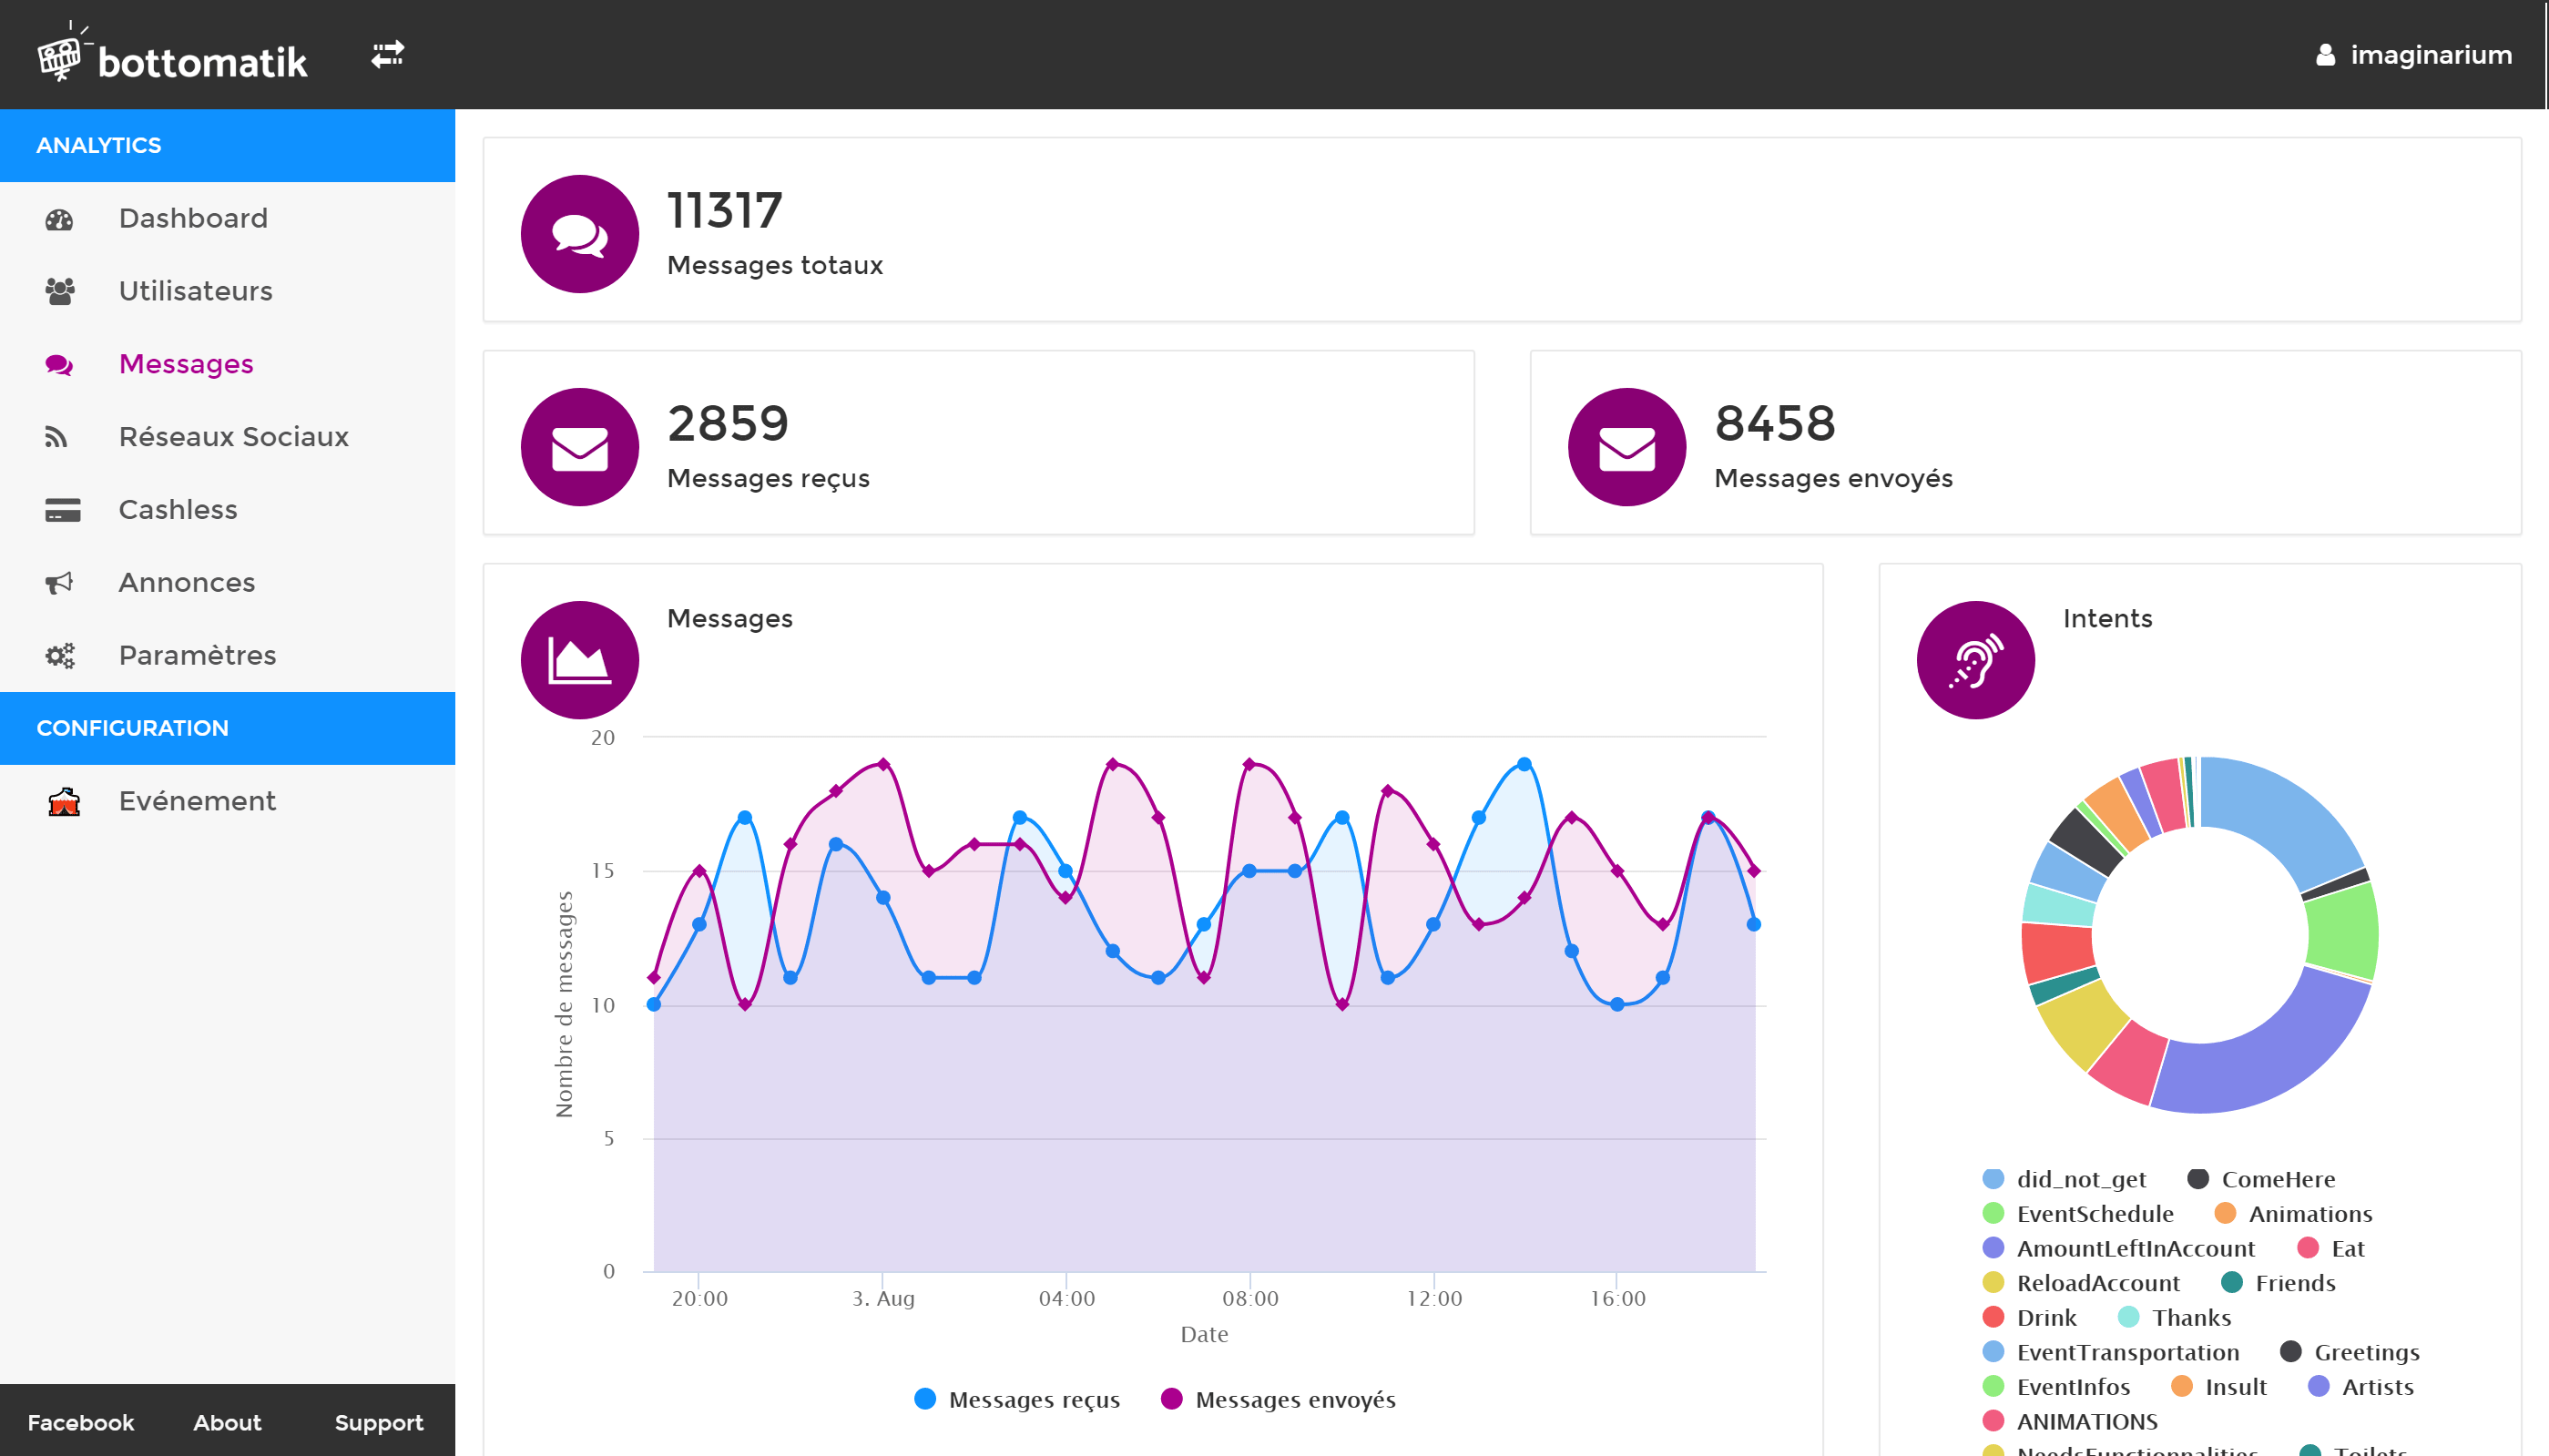 bottomatik
imaginarium
ANALYTICS
Dashboard
Utilisateurs
Messages
Réseaux Sociaux
Cashless
Annonces
Paramètres
CONFIGURATION
Evénement
Facebook About Support
11317
Messages totaux
2859
Messages reçus
8458
Messages envoyés
Messages
20
15
10
5
0
Nombre de messages
20:00 3. Aug 04:00 08:00 12:00 16:00
Date
Messages reçus Messages envoyés
Intents
did_not_get ComeHere
EventSchedule Animations
AmountLeftInAccount Eat
ReloadAccount Friends
Drink Thanks
EventTransportation Greetings
EventInfos Insult Artists
ANIMATIONS
NeedsFunctionnalities Toilets